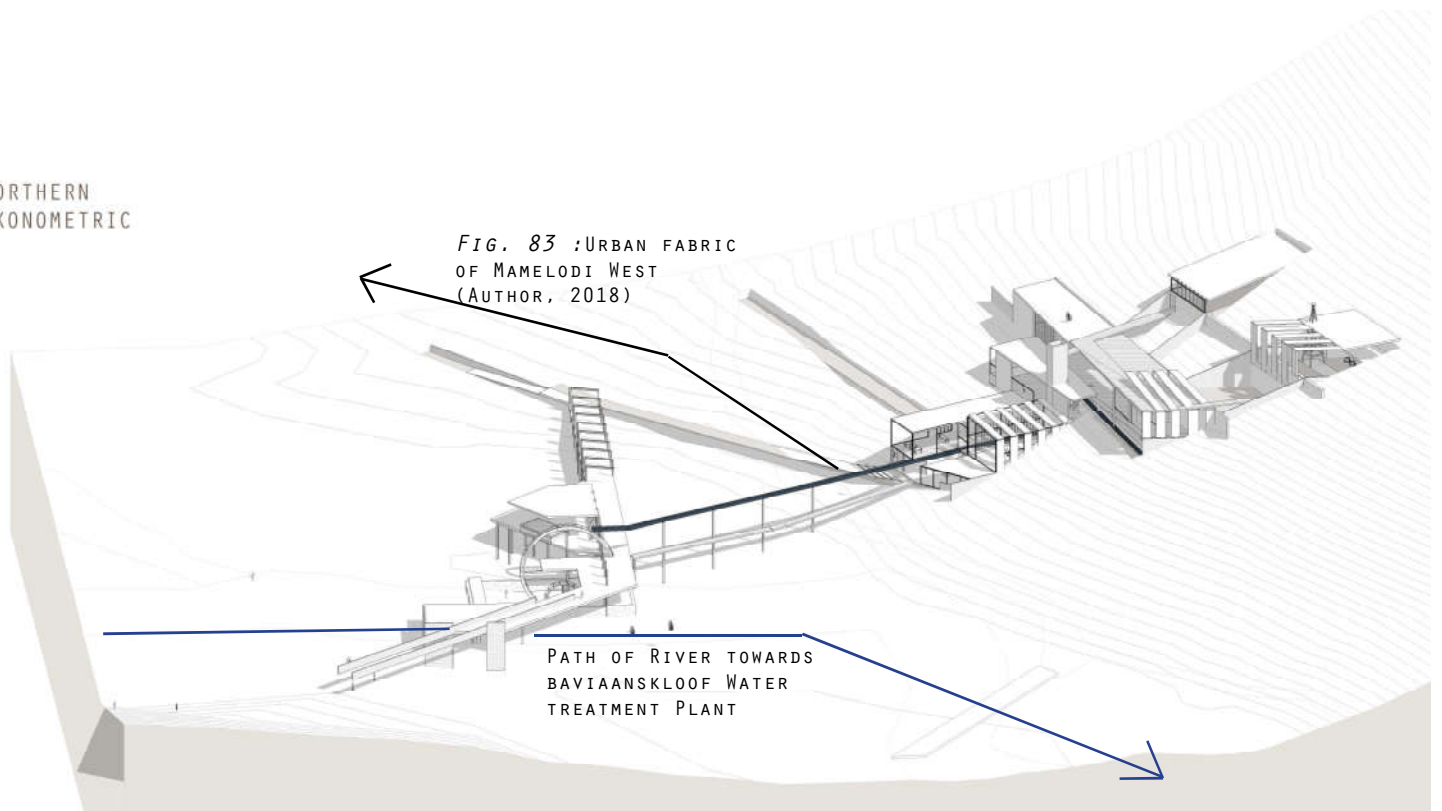 ORTHERN
XONOMETRIC
FIG. 83 :URBAN FABRIC
OF MAMELODI WEST
(AUTHOR, 2018)
PATH OF RIVER TOWARDS
BAVIAANSKLOOF WATER
TREATMENT PLANT